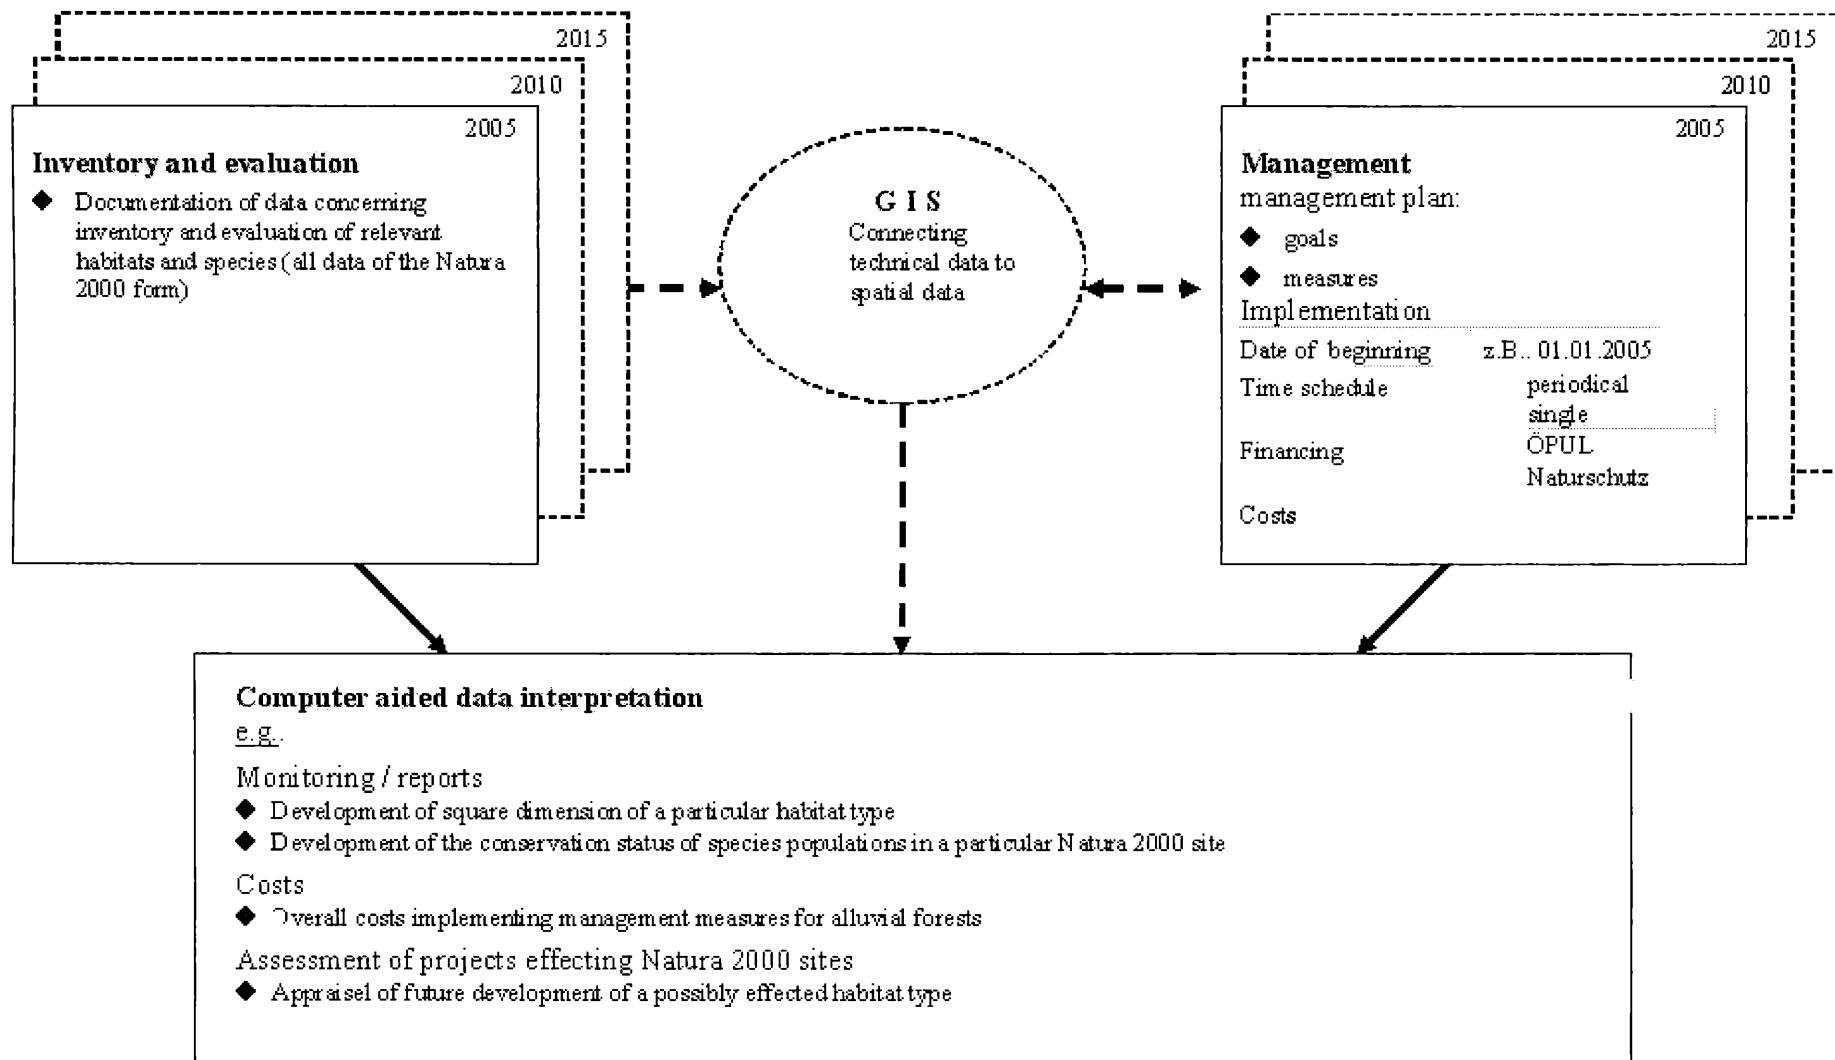 2015
2010
2005
Inventory and evaluation
◆ Documentation of data concerning
inventory and evaluation of relevant
habitats and species (all data of the Natura
2000 form)
G I S
Connecting
technical data to
spatial data
2015
2010
2005
Management
management plan:
◆ goals
◆ measures
Implementation
Date of beginning z.B.. 01.01.2005
Time schedule periodical
single
Financing ÖPUL
Naturschutz
Costs
Computer aided data interpretation
e.g..
Monitoring / reports
◆ Development of square dimension of a particular habitat type
◆ Development of the conservation status of species populations in a particular Natura 2000 site
Costs
◆ Overall costs implementing management measures for alluvial forests
Assessment of projects effecting Natura 2000 sites
◆ Appraisel of future development of a possibly effected habitat type